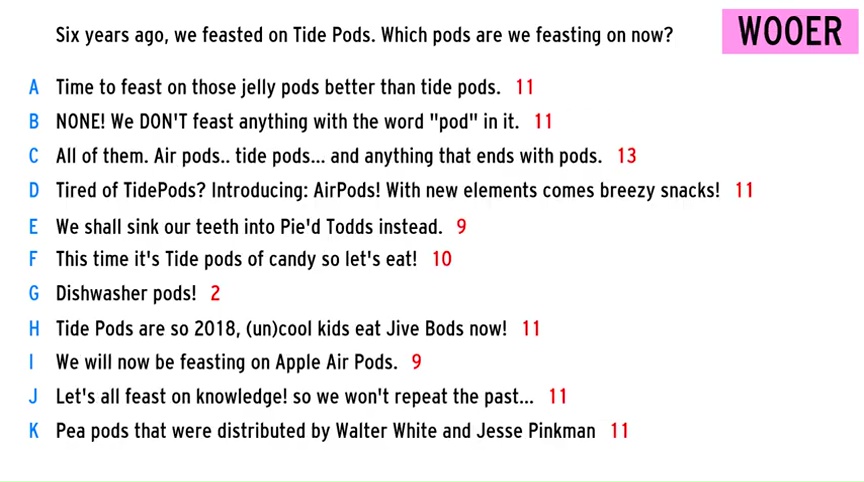 Six years ago, we feasted on Tide Pods. Which pods are we feasting on now?
WOOER
A Time to feast on those jelly pods better than tide pods. 11
B NONE! We DON'T feast anything with the word "pod" in it. 11
C All of them. Air pods.. tide pods... and anything that ends with pods. 13
D Tired of TidePods? Introducing: AirPods! With new elements comes breezy snacks! 11
E We shall sink our teeth into Pie'd Todds instead. 9
F This time it's Tide pods of candy so let's eat! 10
G Dishwasher pods! 2
H Tide Pods are so 2018, (un)cool kids eat Jive Bods now! 11
I We will now be feasting on Apple Air Pods. 9
J Let's all feast on knowledge! so we won't repeat the past... 11
K Pea pods that were distributed by Walter White and Jesse Pinkman 11